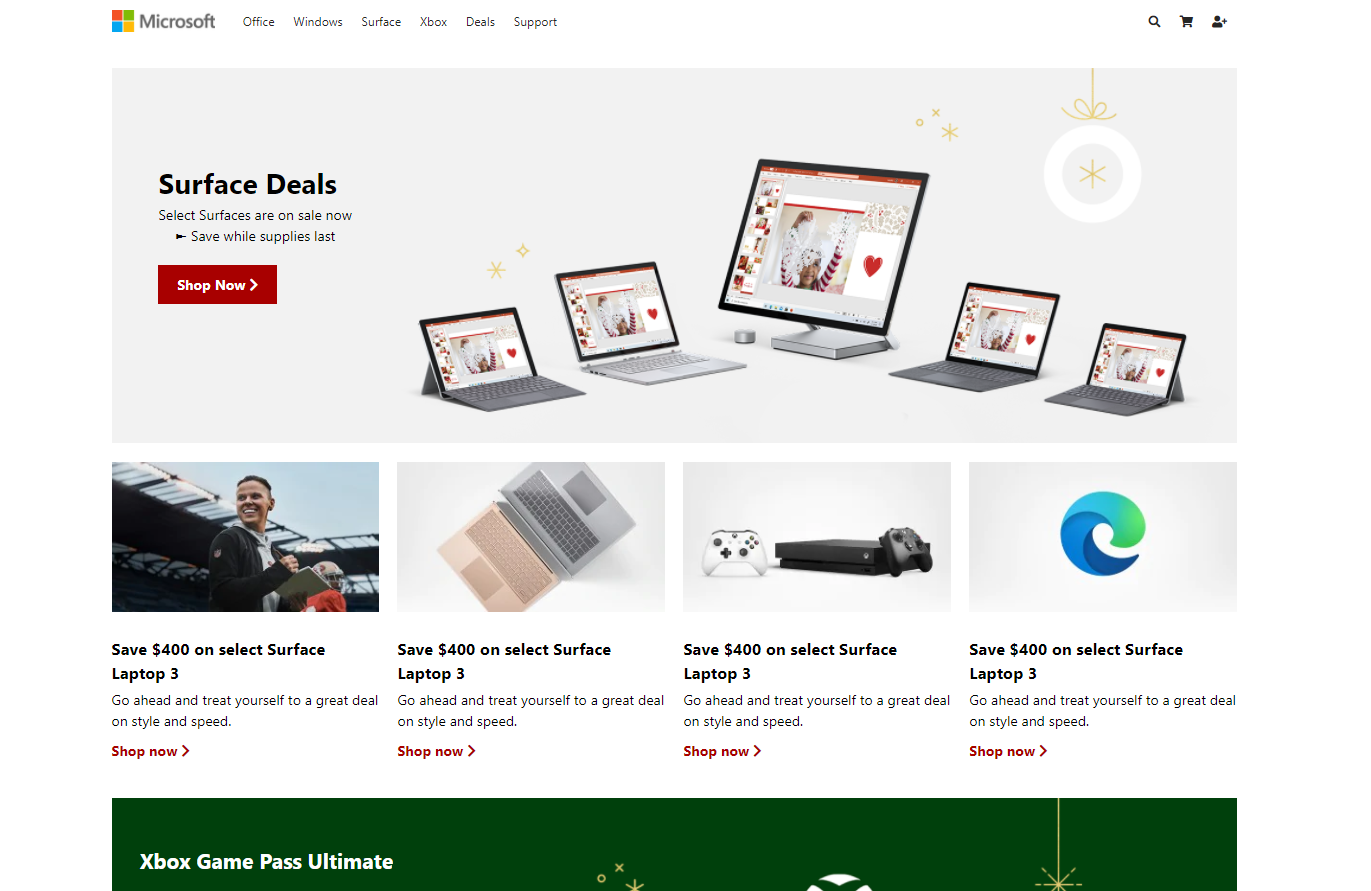 Microsoft
Office
Windows
Surface
Xbox
Deals
Support
Surface Deals
Select Surfaces are on sale now
► Save while supplies last
Shop Now
Save $400 on select Surface
Laptop 3
Go ahead and treat yourself to a great deal
on style and speed.
Shop now
Save $400 on select Surface
Laptop 3
Go ahead and treat yourself to a great deal
on style and speed.
Shop now
Save $400 on select Surface
Laptop 3
Go ahead and treat yourself to a great deal
on style and speed.
Shop now
Save $400 on select Surface
Laptop 3
Go ahead and treat yourself to a great deal
on style and speed.
Shop now
Xbox Game Pass Ultimate